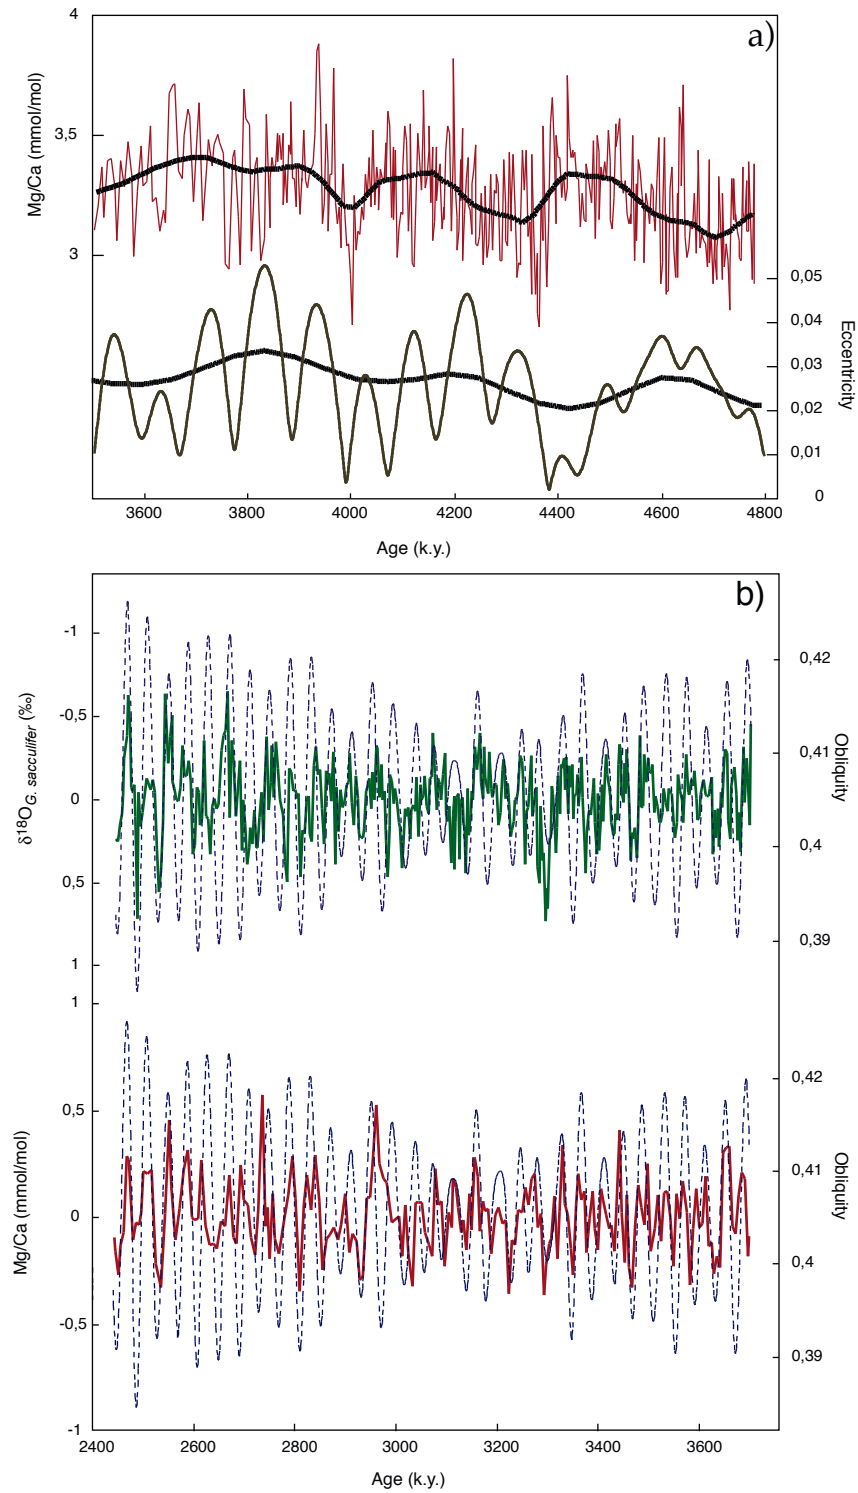 a)
4
3,5
3
Mg/Ca (mmol/mol)
0,05
0,04
0,03
0,02
0,01
0
Eccentricity
3600 3800 4000 4200 4400 4600 4800
Age (k.y.)
b)
-1
-0,5
0
0,5
1
δ18OG. sacculifer (‰)
0,42
0,41
0,4
0,39
Obliquity
1
0,5
0
-0,5
-1
Mg/Ca (mmol/mol)
0,42
0,41
0,4
0,39
Obliquity
2400 2600 2800 3000 3200 3400 3600
Age (k.y.)